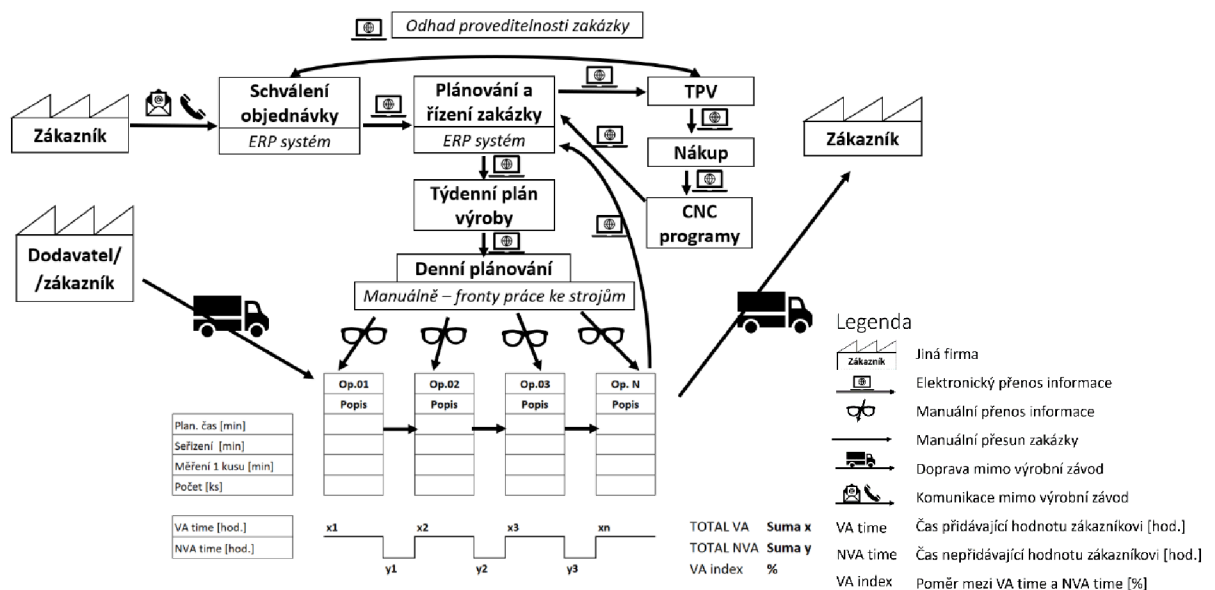 Odhad proveditelnosti zakázky
Zákazník
Schválení
objednávky
ERP systém
Plánování a
řízení zakázky
ERP systém
TPV
Nákup
CNC
programy
Zákazník
Týdenní plán
výroby
Denní plánování
Manuálně – fronty práce ke strojům
Dodavatel/
/zákazník
Op.01
Op.02
Op.03
Op. N
Popis
Popis
Popis
Popis
Plan. čas [min]
Seřízení [min]
Měření 1 kusu [min]
Počet [ks]
VA time [hod.]
NVA time [hod.]
x1
x2
x3
xn
y1
y2
y3
TOTAL VA Suma x
TOTAL NVA Suma y
VA index %
Legenda
Zákazník
Jiná firma
Elektronický přenos informace
Manuální přenos informace
Manuální přesun zakázky
Doprava mimo výrobní závod
Komunikace mimo výrobní závod
VA time Čas přidávající hodnotu zákazníkovi [hod.]
NVA time Čas nepřidávající hodnotu zákazníkovi [hod.]
VA index Poměr mezi VA time a NVA time [%]